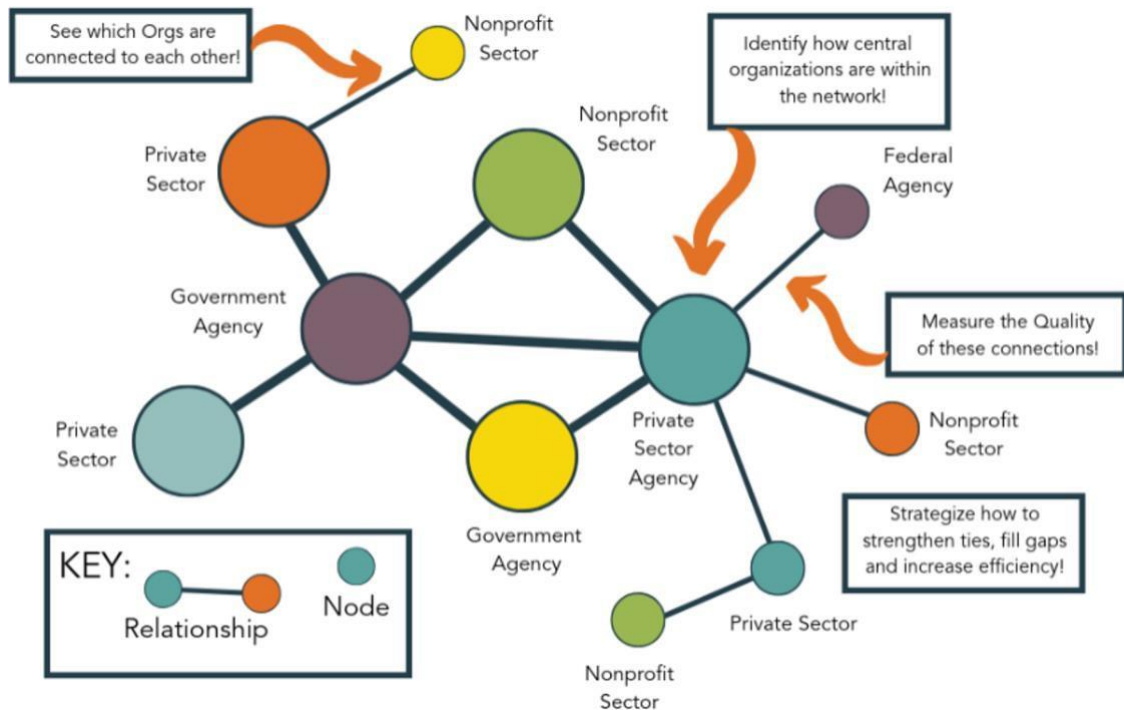 See which Orgs are
connected to each other!
Nonprofit
Sector
Identify how central
organizations are within
the network!
Nonprofit
Sector
Private
Sector
Federal
Agency
Government
Agency
Measure the Quality
of these connections!
Private
Sector
Private
Sector
Agency
Nonprofit
Sector
Government
Agency
Strategize how to
strengthen ties, fill gaps
and increase efficiency!
KEY:
Relationship
Node
Private Sector
Nonprofit
Sector